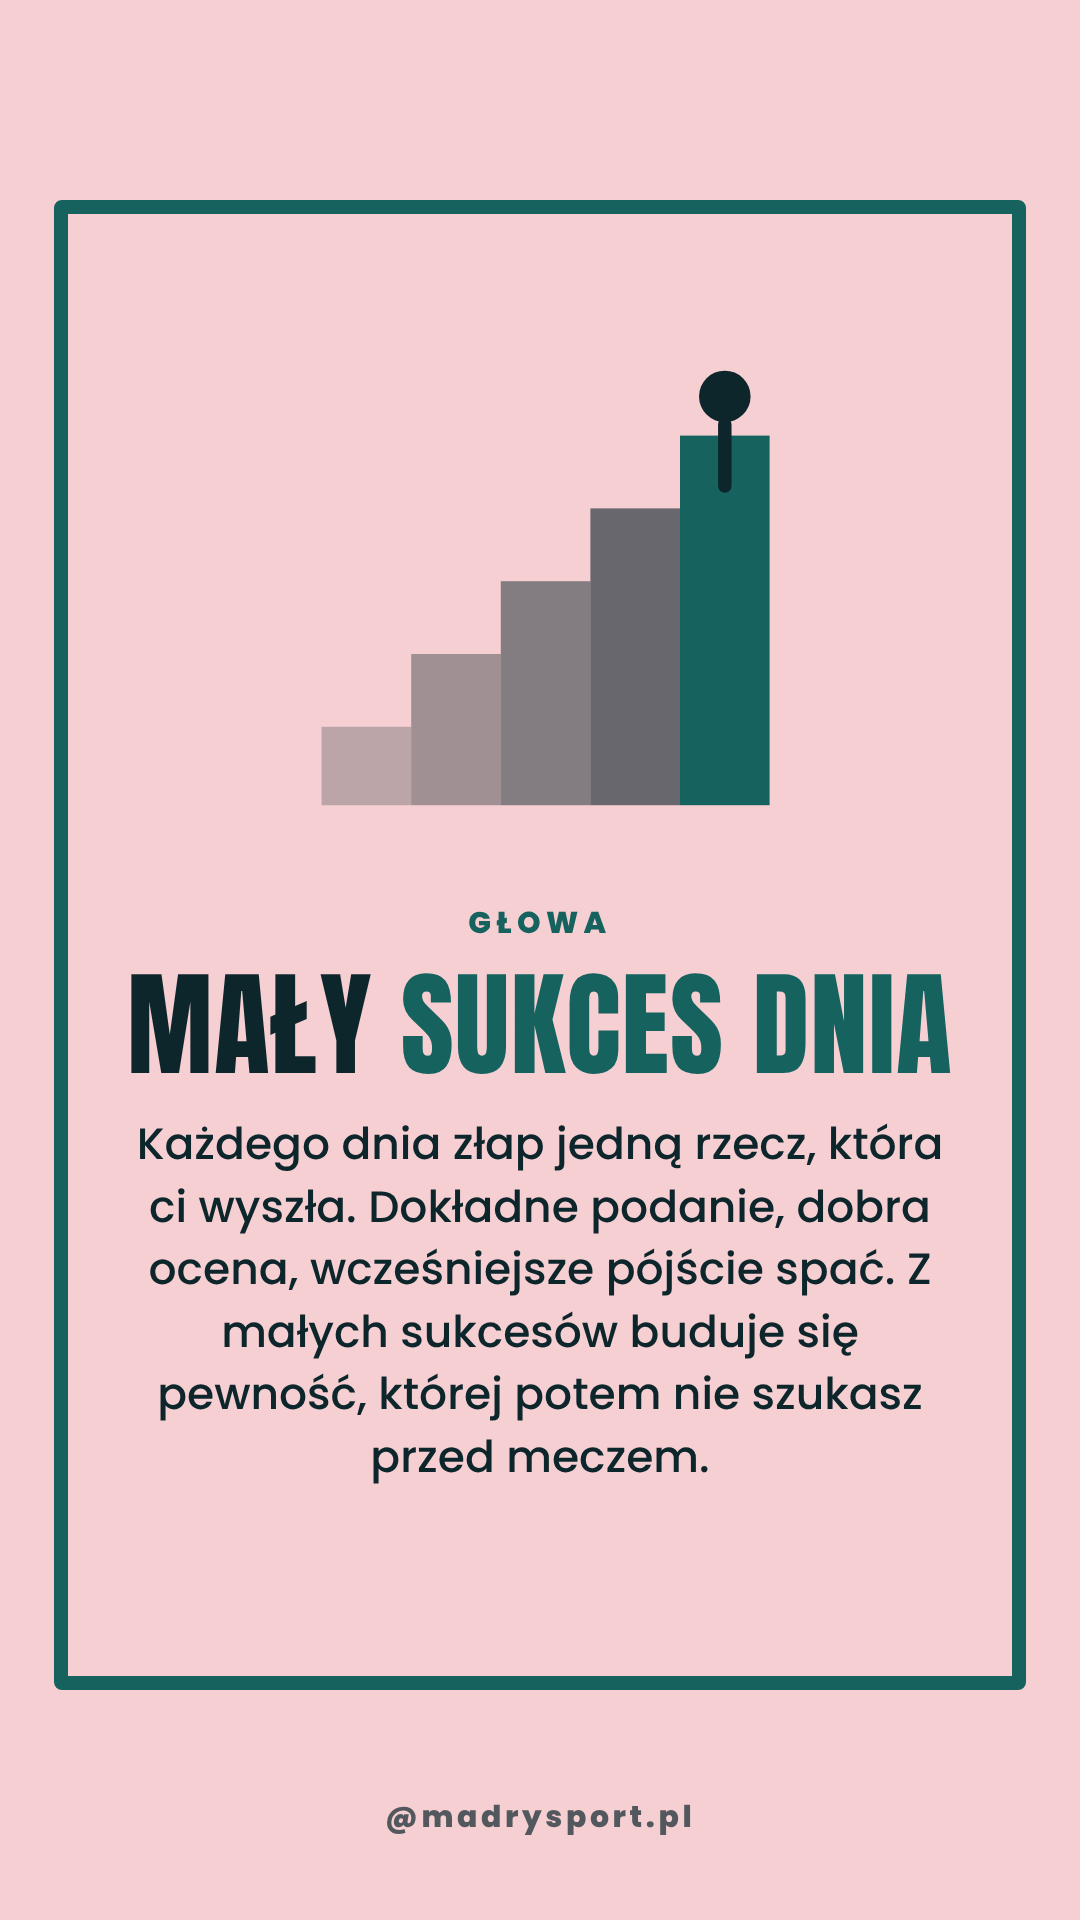 GŁOWA
MAŁY SUKCES DNIA
Każdego dnia złap jedną rzecz, która
ci wyszła. Dokładne podanie, dobra
ocena, wcześniejsze pójście spać. Z
małych sukcesów buduje się
pewność, której potem nie szukasz
przed meczem.
@madrysport.pl